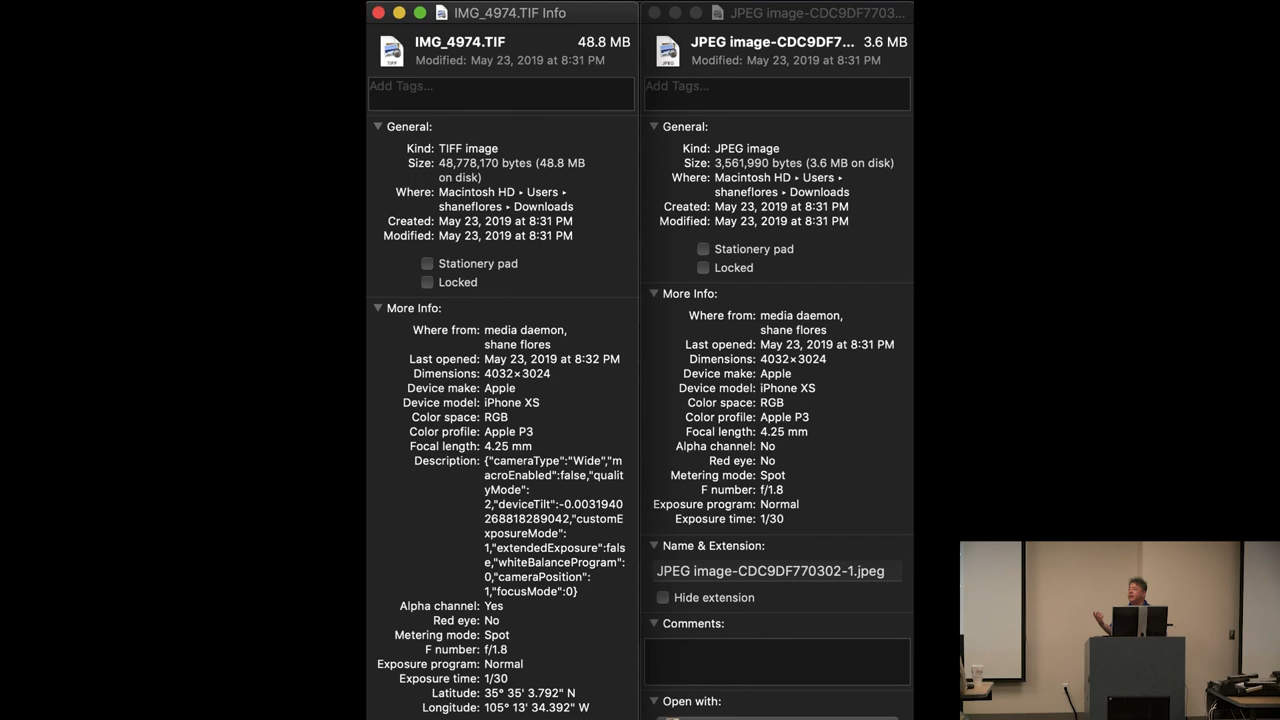 IMG_4974.TIF Info
IMG_4974.TIF 48.8 MB
Modified: May 23, 2019 at 8:31 PM
Add Tags...
General:
Kind: TIFF image
Size: 48,778,170 bytes (48.8 MB
on disk)
Where: Macintosh HD ▸ Users ▸
shaneflores ▸ Downloads
Created: May 23, 2019 at 8:31 PM
Modified: May 23, 2019 at 8:31 PM
Stationery pad
Locked
More Info:
Where from: media daemon,
shane flores
Last opened: May 23, 2019 at 8:32 PM
Dimensions: 4032×3024
Device make: Apple
Device model: iPhone XS
Color space: RGB
Color profile: Apple P3
Focal length: 4.25 mm
Description: {"cameraType":"Wide","m
acroEnabled":false,"qualit
yMode":
2,"deviceTilt":-0.0031940
268818289042,"customE
xposureMode":
1,"extendedExposure":fals
e,"whiteBalanceProgram":
0,"cameraPosition":
1,"focusMode":0}
Alpha channel: Yes
Red eye: No
Metering mode: Spot
F number: f/1.8
Exposure program: Normal
Exposure time: 1/30
Latitude: 35° 35' 3.792" N
Longitude: 105° 13' 34.392" W
JPEG image-CDC9DF7703...
JPEG image-CDC9DF7... 3.6 MB
Modified: May 23, 2019 at 8:31 PM
Add Tags...
General:
Kind: JPEG image
Size: 3,561,990 bytes (3.6 MB on disk)
Where: Macintosh HD ▸ Users ▸
shaneflores ▸ Downloads
Created: May 23, 2019 at 8:31 PM
Modified: May 23, 2019 at 8:31 PM
Stationery pad
Locked
More Info:
Where from: media daemon,
shane flores
Last opened: May 23, 2019 at 8:31 PM
Dimensions: 4032×3024
Device make: Apple
Device model: iPhone XS
Color space: RGB
Color profile: Apple P3
Focal length: 4.25 mm
Alpha channel: No
Red eye: No
Metering mode: Spot
F number: f/1.8
Exposure program: Normal
Exposure time: 1/30
Name & Extension:
JPEG image-CDC9DF770302-1.jpeg
Hide extension
Comments:
Open with: